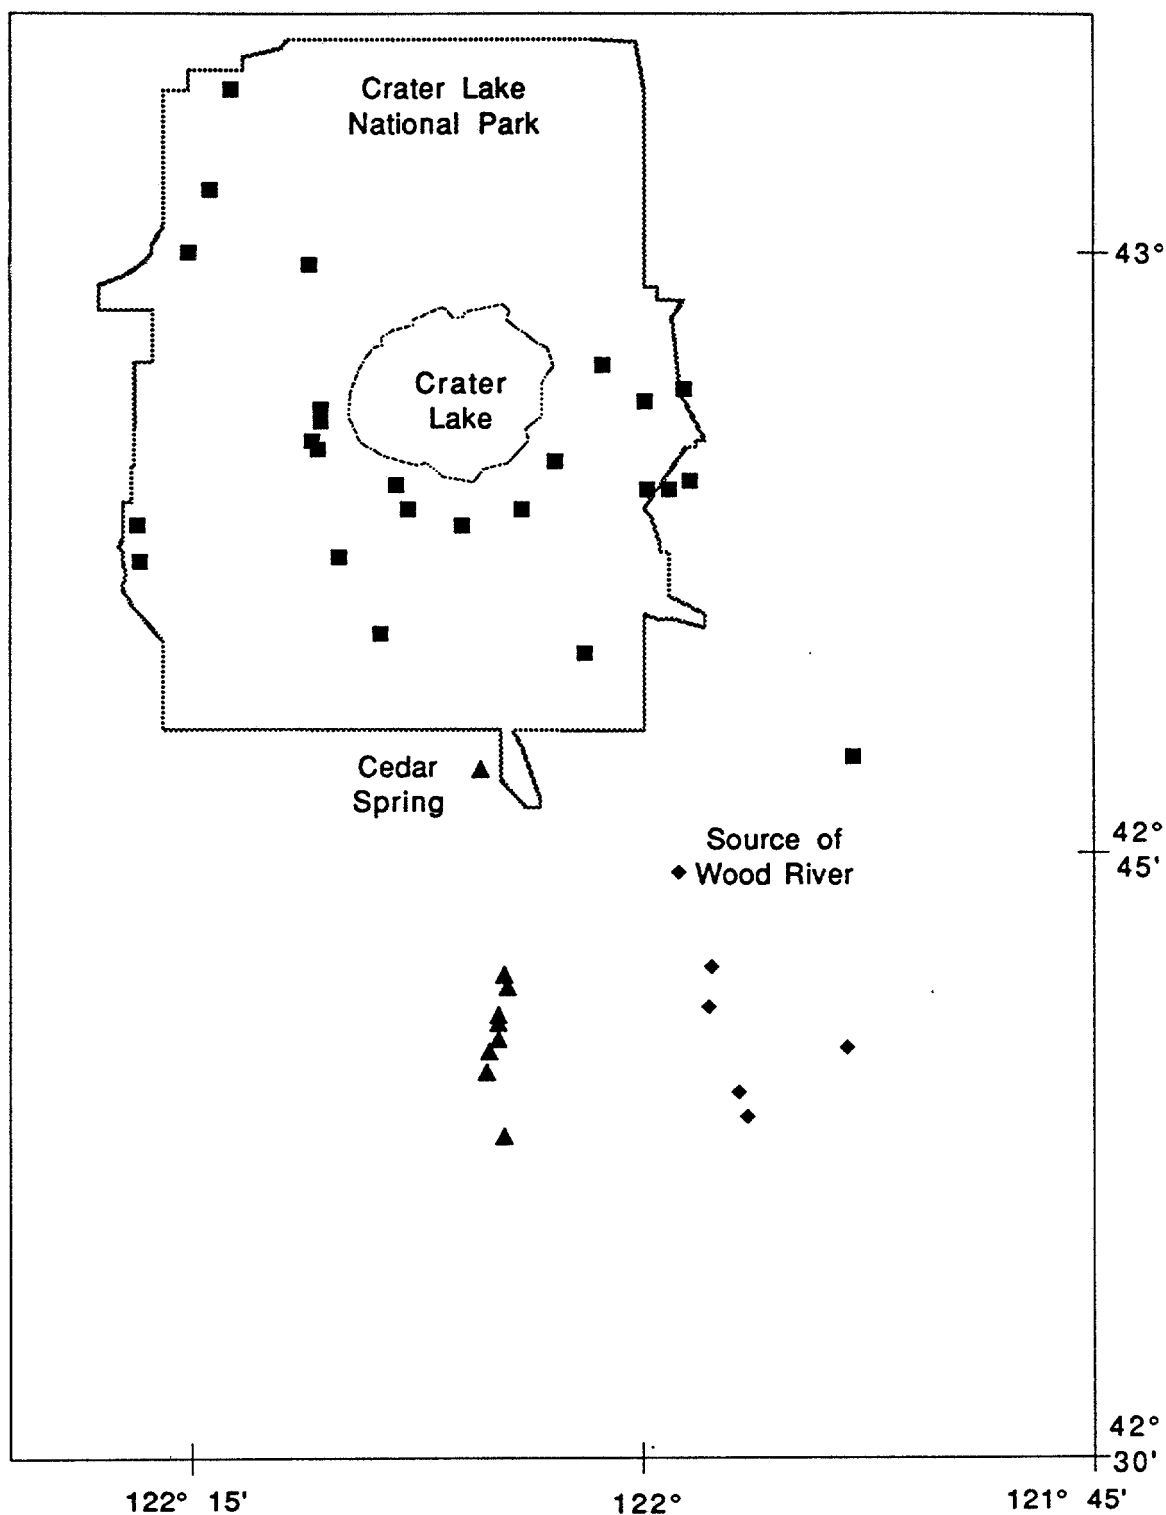 Crater Lake
National Park
43°
Crater
Lake
Cedar
Spring
Source of
Wood River
42°
45'
42°
30'
122° 15'
122°
121° 45'